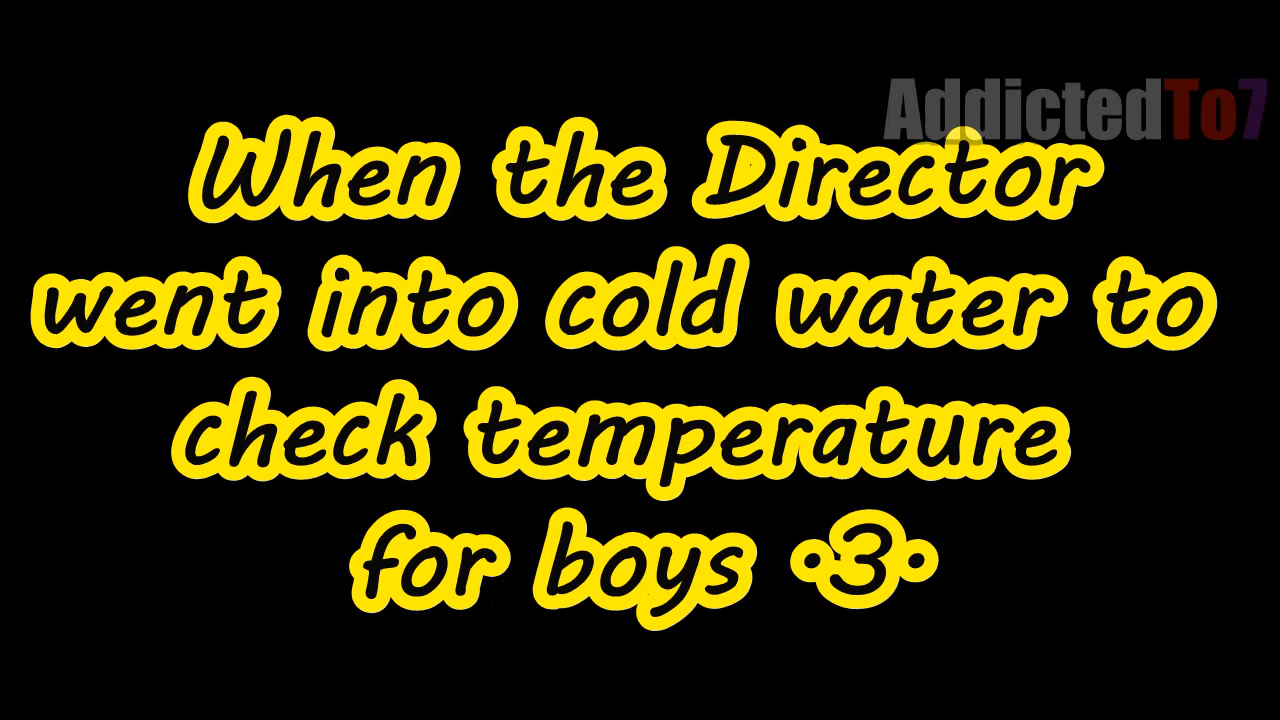 AddictedTo7
When the Director
went into cold water to
check temperature
for boys •3•